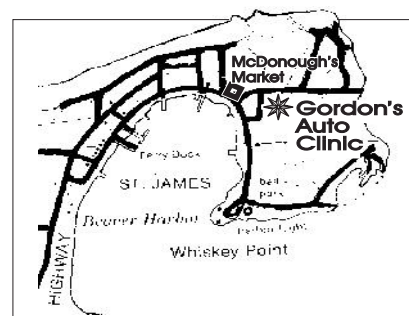 McDonough's
Market
Gordon's
Auto
Clinic
Ferry Dock
ST. JAMES
ball
park
Beaver Harbor
Harbor Light
Whiskey Point
HIGHWAY